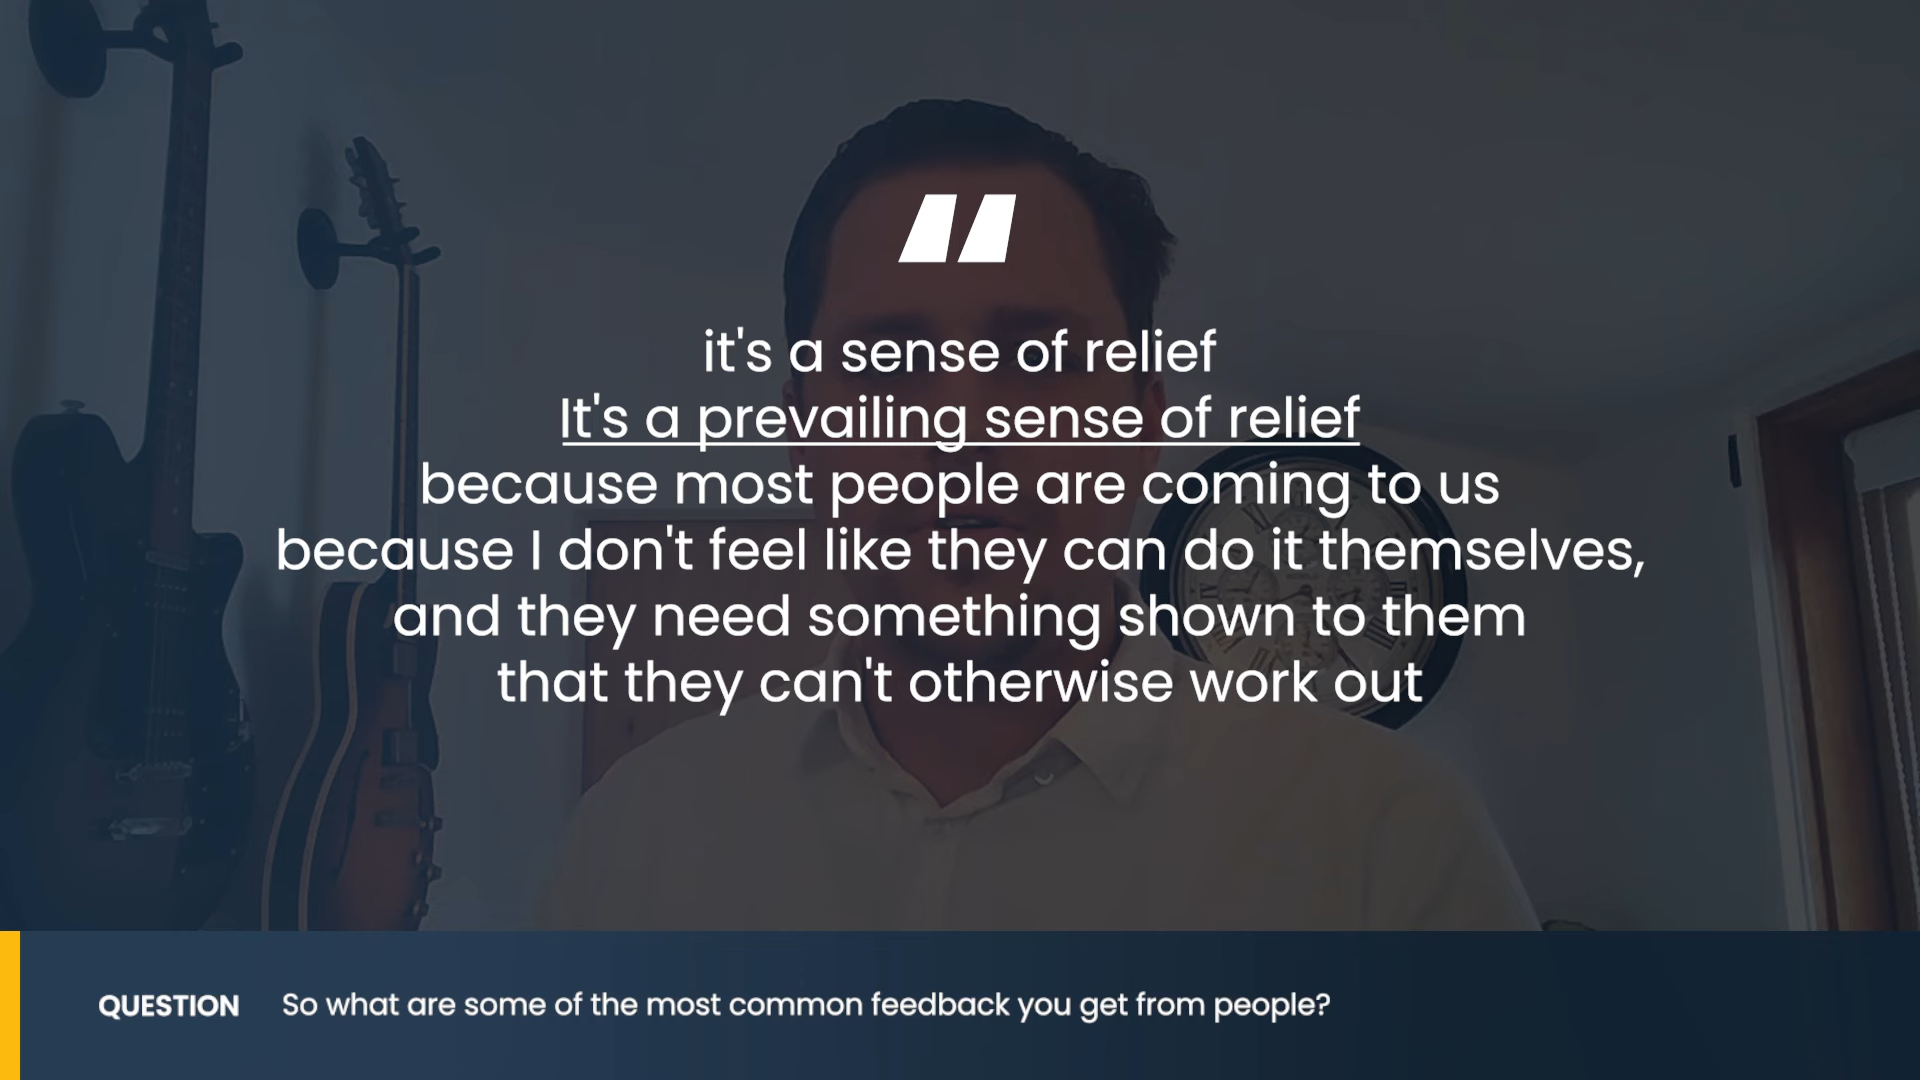 it's a sense of relief
It's a prevailing sense of relief
because most people are coming to us
because I don't feel like they can do it themselves,
and they need something shown to them
that they can't otherwise work out
QUESTION So what are some of the most common feedback you get from people?